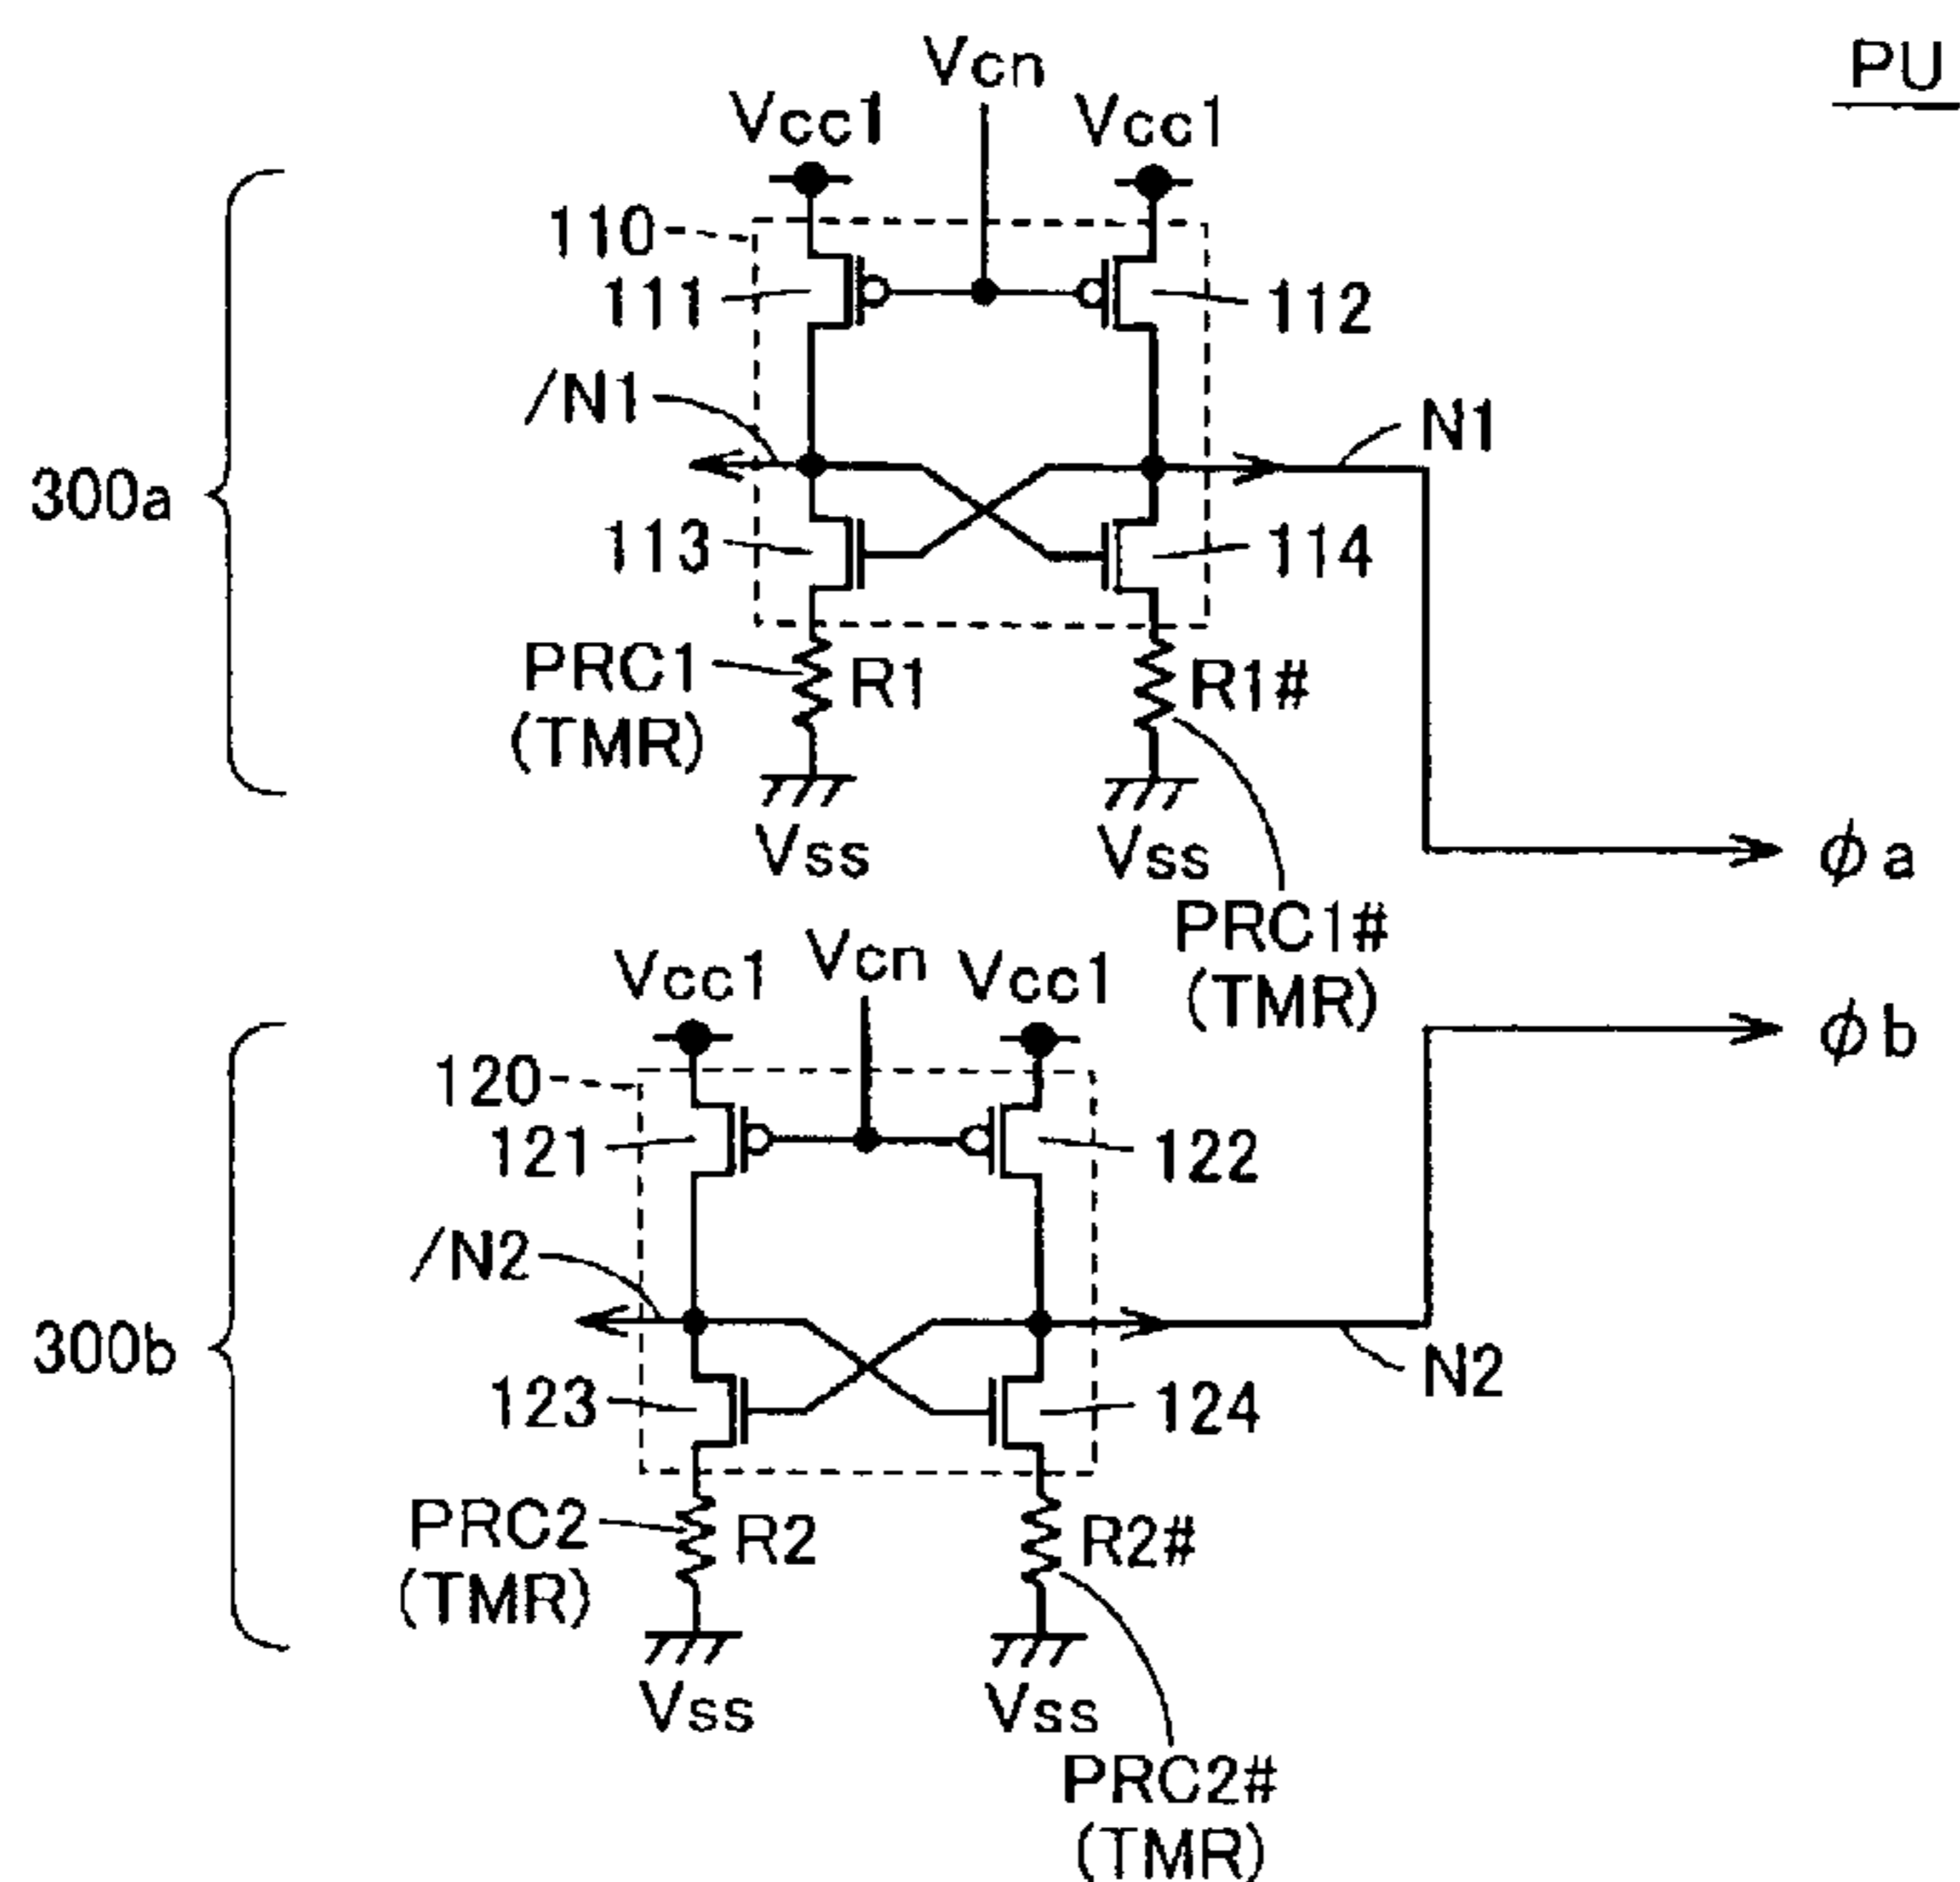 PU
Vcn
Vcc1
Vcc1
110
111
112
/N1
N1
300a
113
114
PRC1
(TMR)
R1
R1#
Vss
Vss
φa
PRC1#
(TMR)
Vcn
Vcc1
Vcc1
φb
120
121
122
/N2
300b
N2
123
124
PRC2
(TMR)
R2
R2#
Vss
Vss
PRC2#
(TMR)